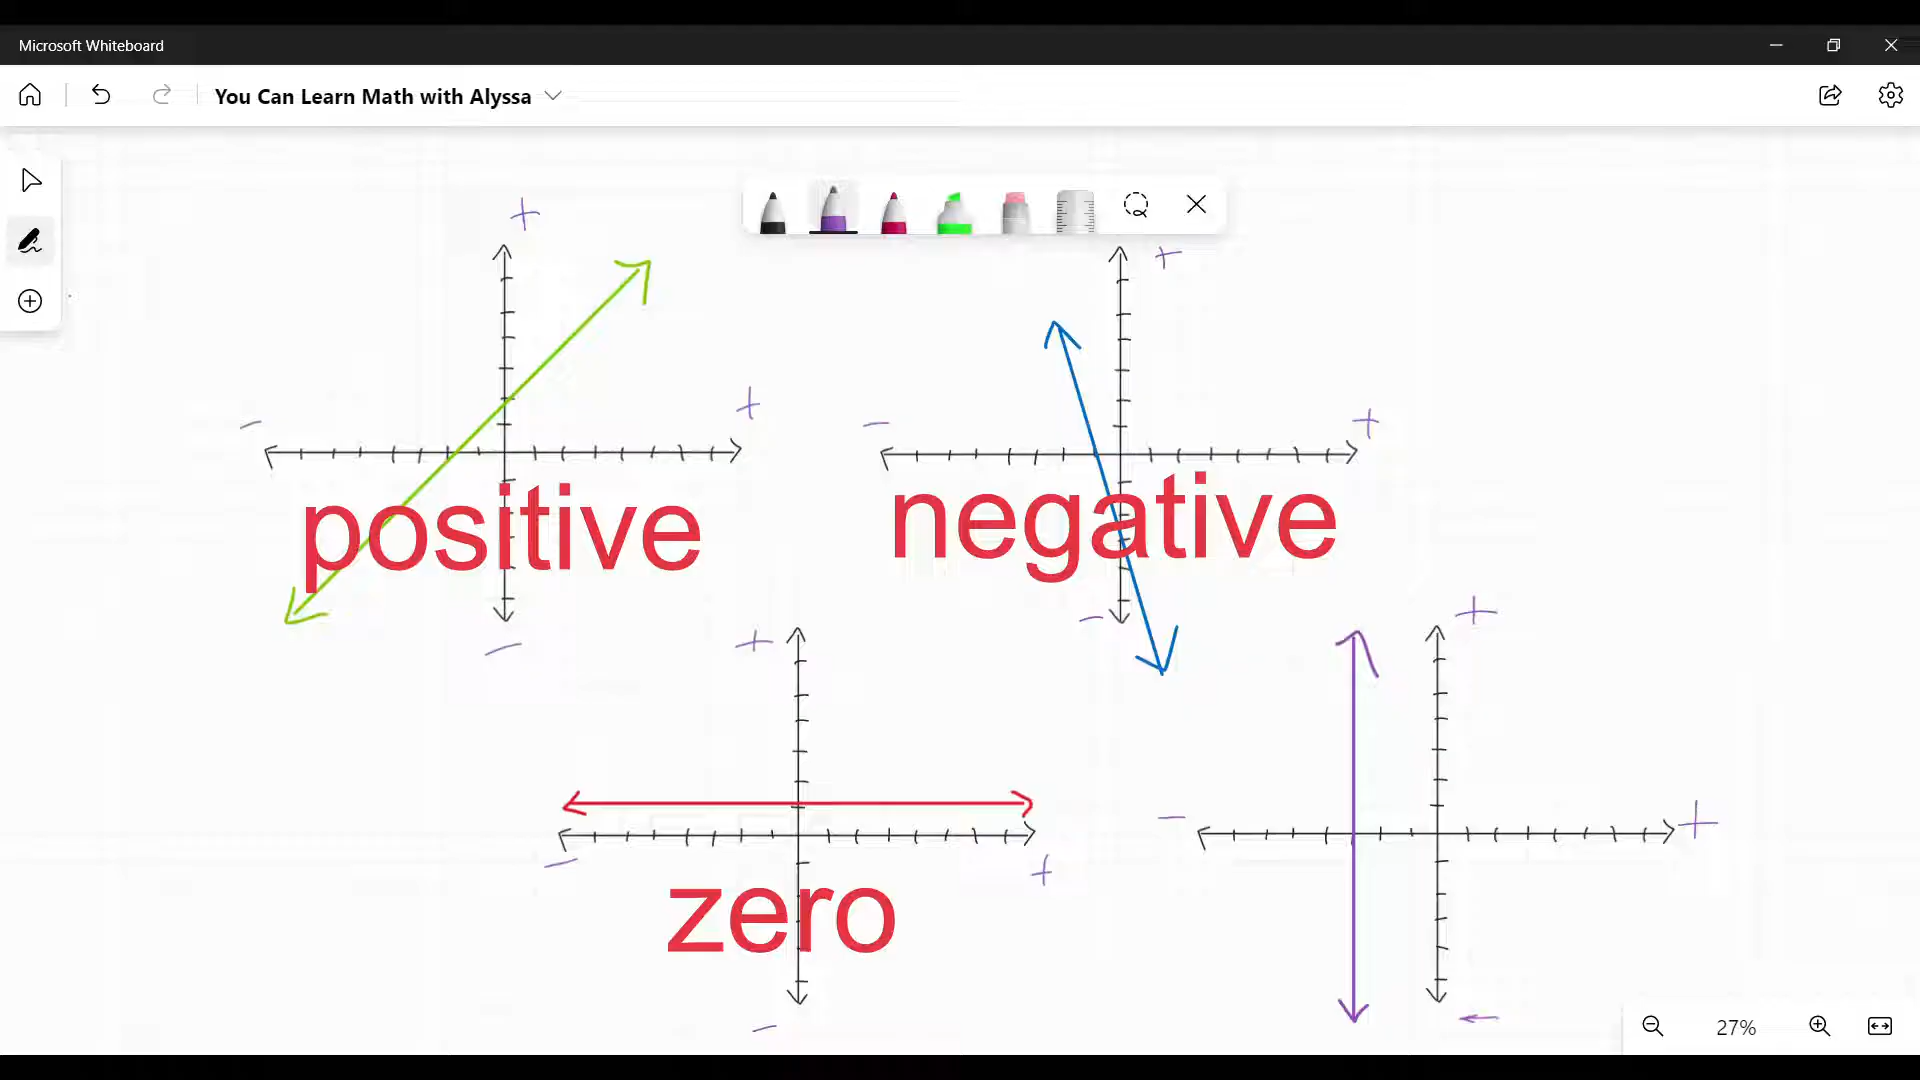 Microsoft Whiteboard
You Can Learn Math with Alyssa
+
+
- +
- +
positive negative
- -
+ +
- +
- +
zero
- -
27%